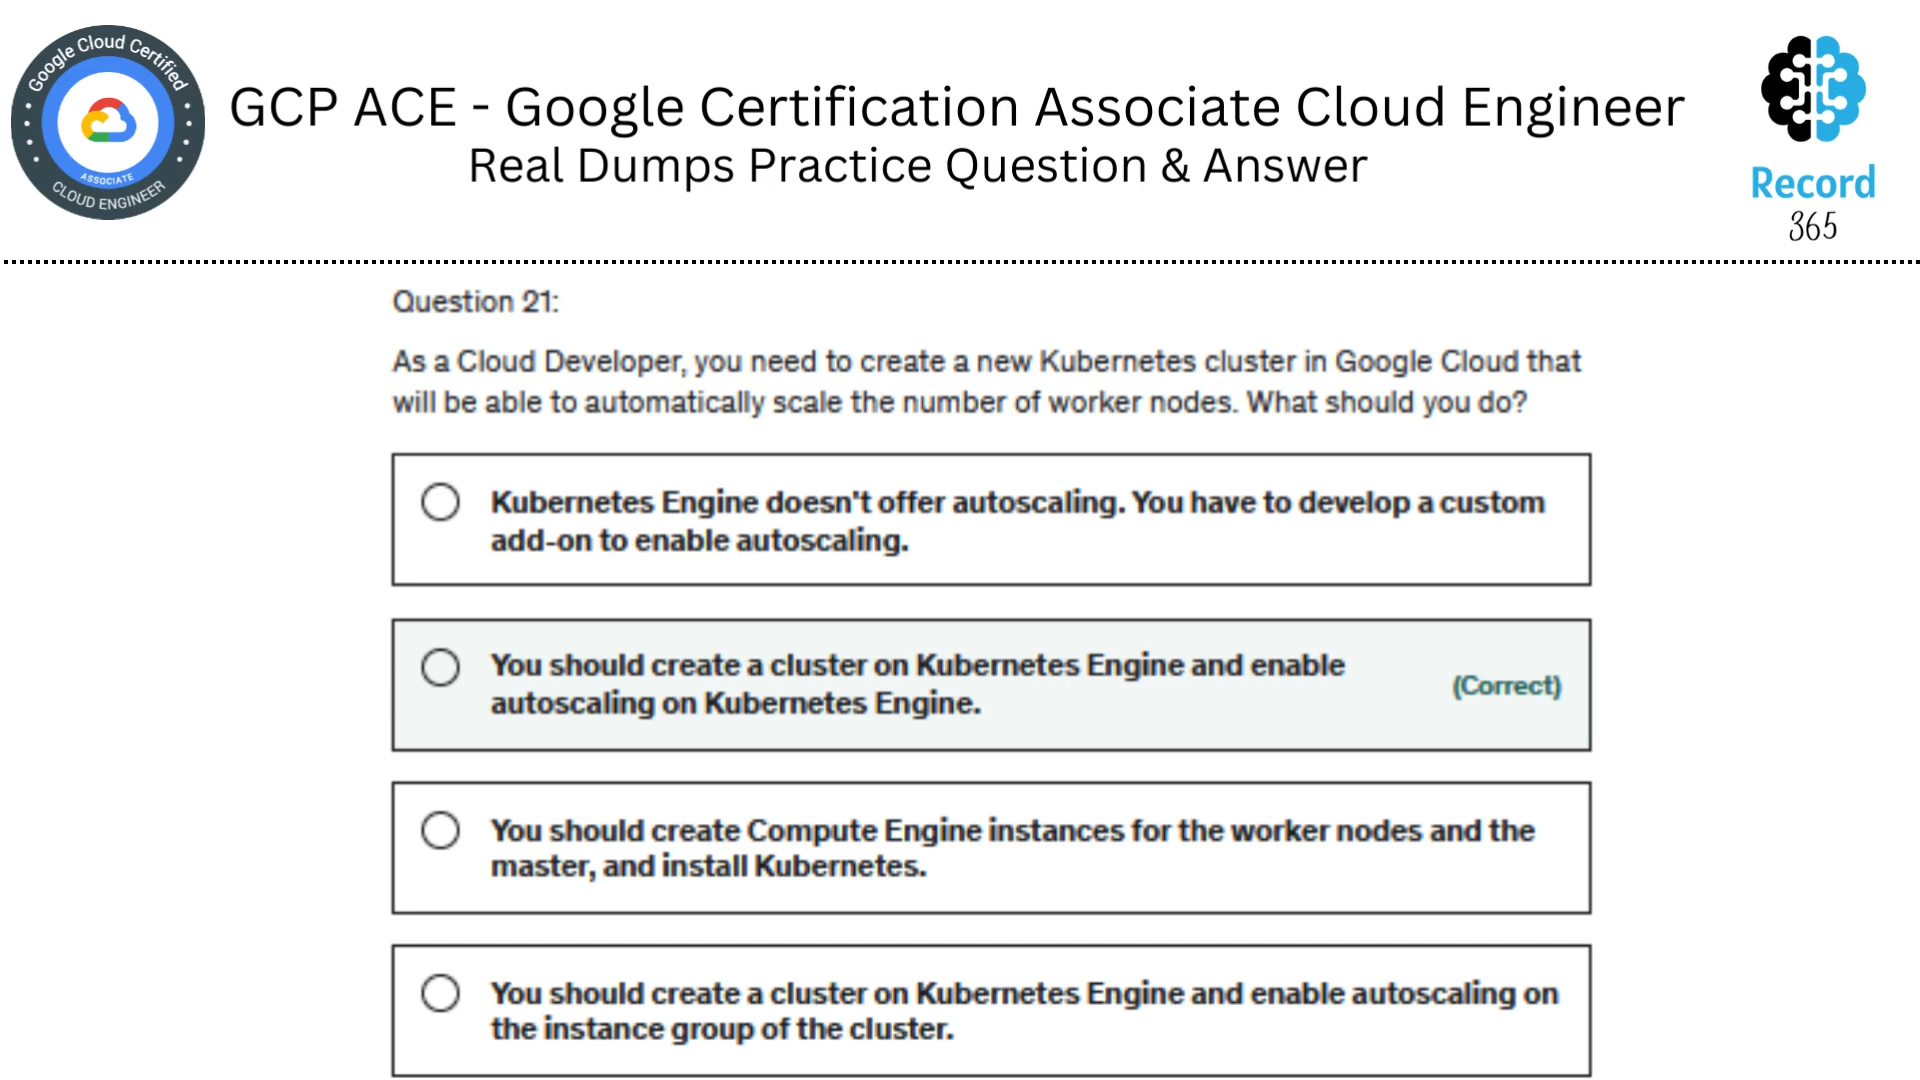 Google Cloud Certified
ASSOCIATE
CLOUD ENGINEER
GCP ACE - Google Certification Associate Cloud Engineer
Real Dumps Practice Question & Answer
Record
365
Question 21:
As a Cloud Developer, you need to create a new Kubernetes cluster in Google Cloud that
will be able to automatically scale the number of worker nodes. What should you do?
Kubernetes Engine doesn't offer autoscaling. You have to develop a custom
add-on to enable autoscaling.
You should create a cluster on Kubernetes Engine and enable
autoscaling on Kubernetes Engine.
(Correct)
You should create Compute Engine instances for the worker nodes and the
master, and install Kubernetes.
You should create a cluster on Kubernetes Engine and enable autoscaling on
the instance group of the cluster.